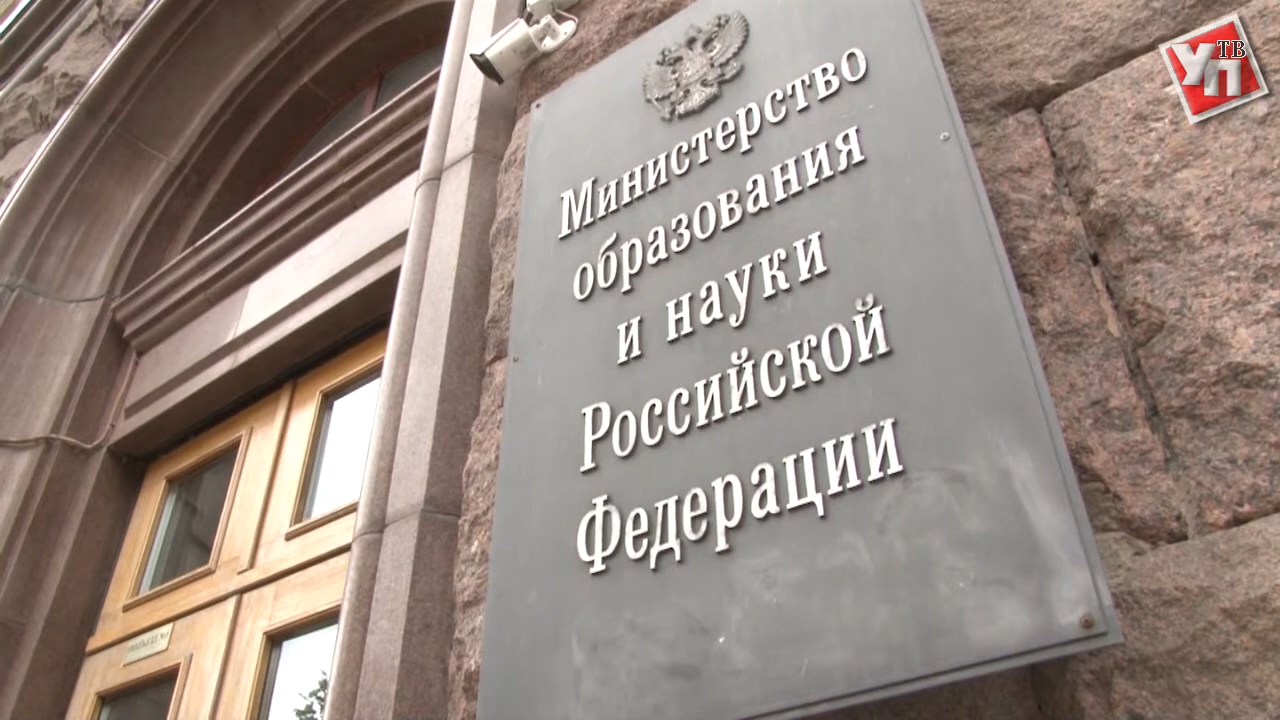 УП
ТВ
Министерство
образования
и науки
Российской
Федерации